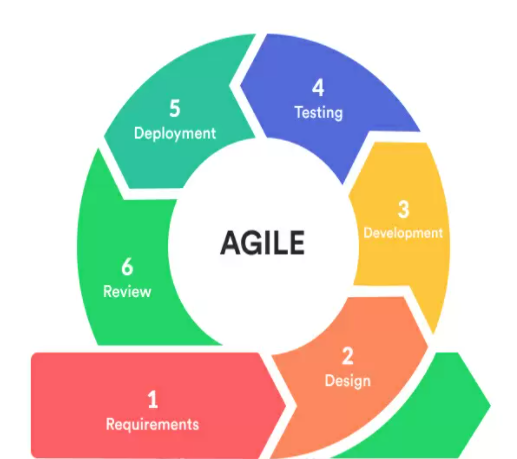 AGILE
1
Requirements
2
Design
3
Development
4
Testing
5
Deployment
6
Review